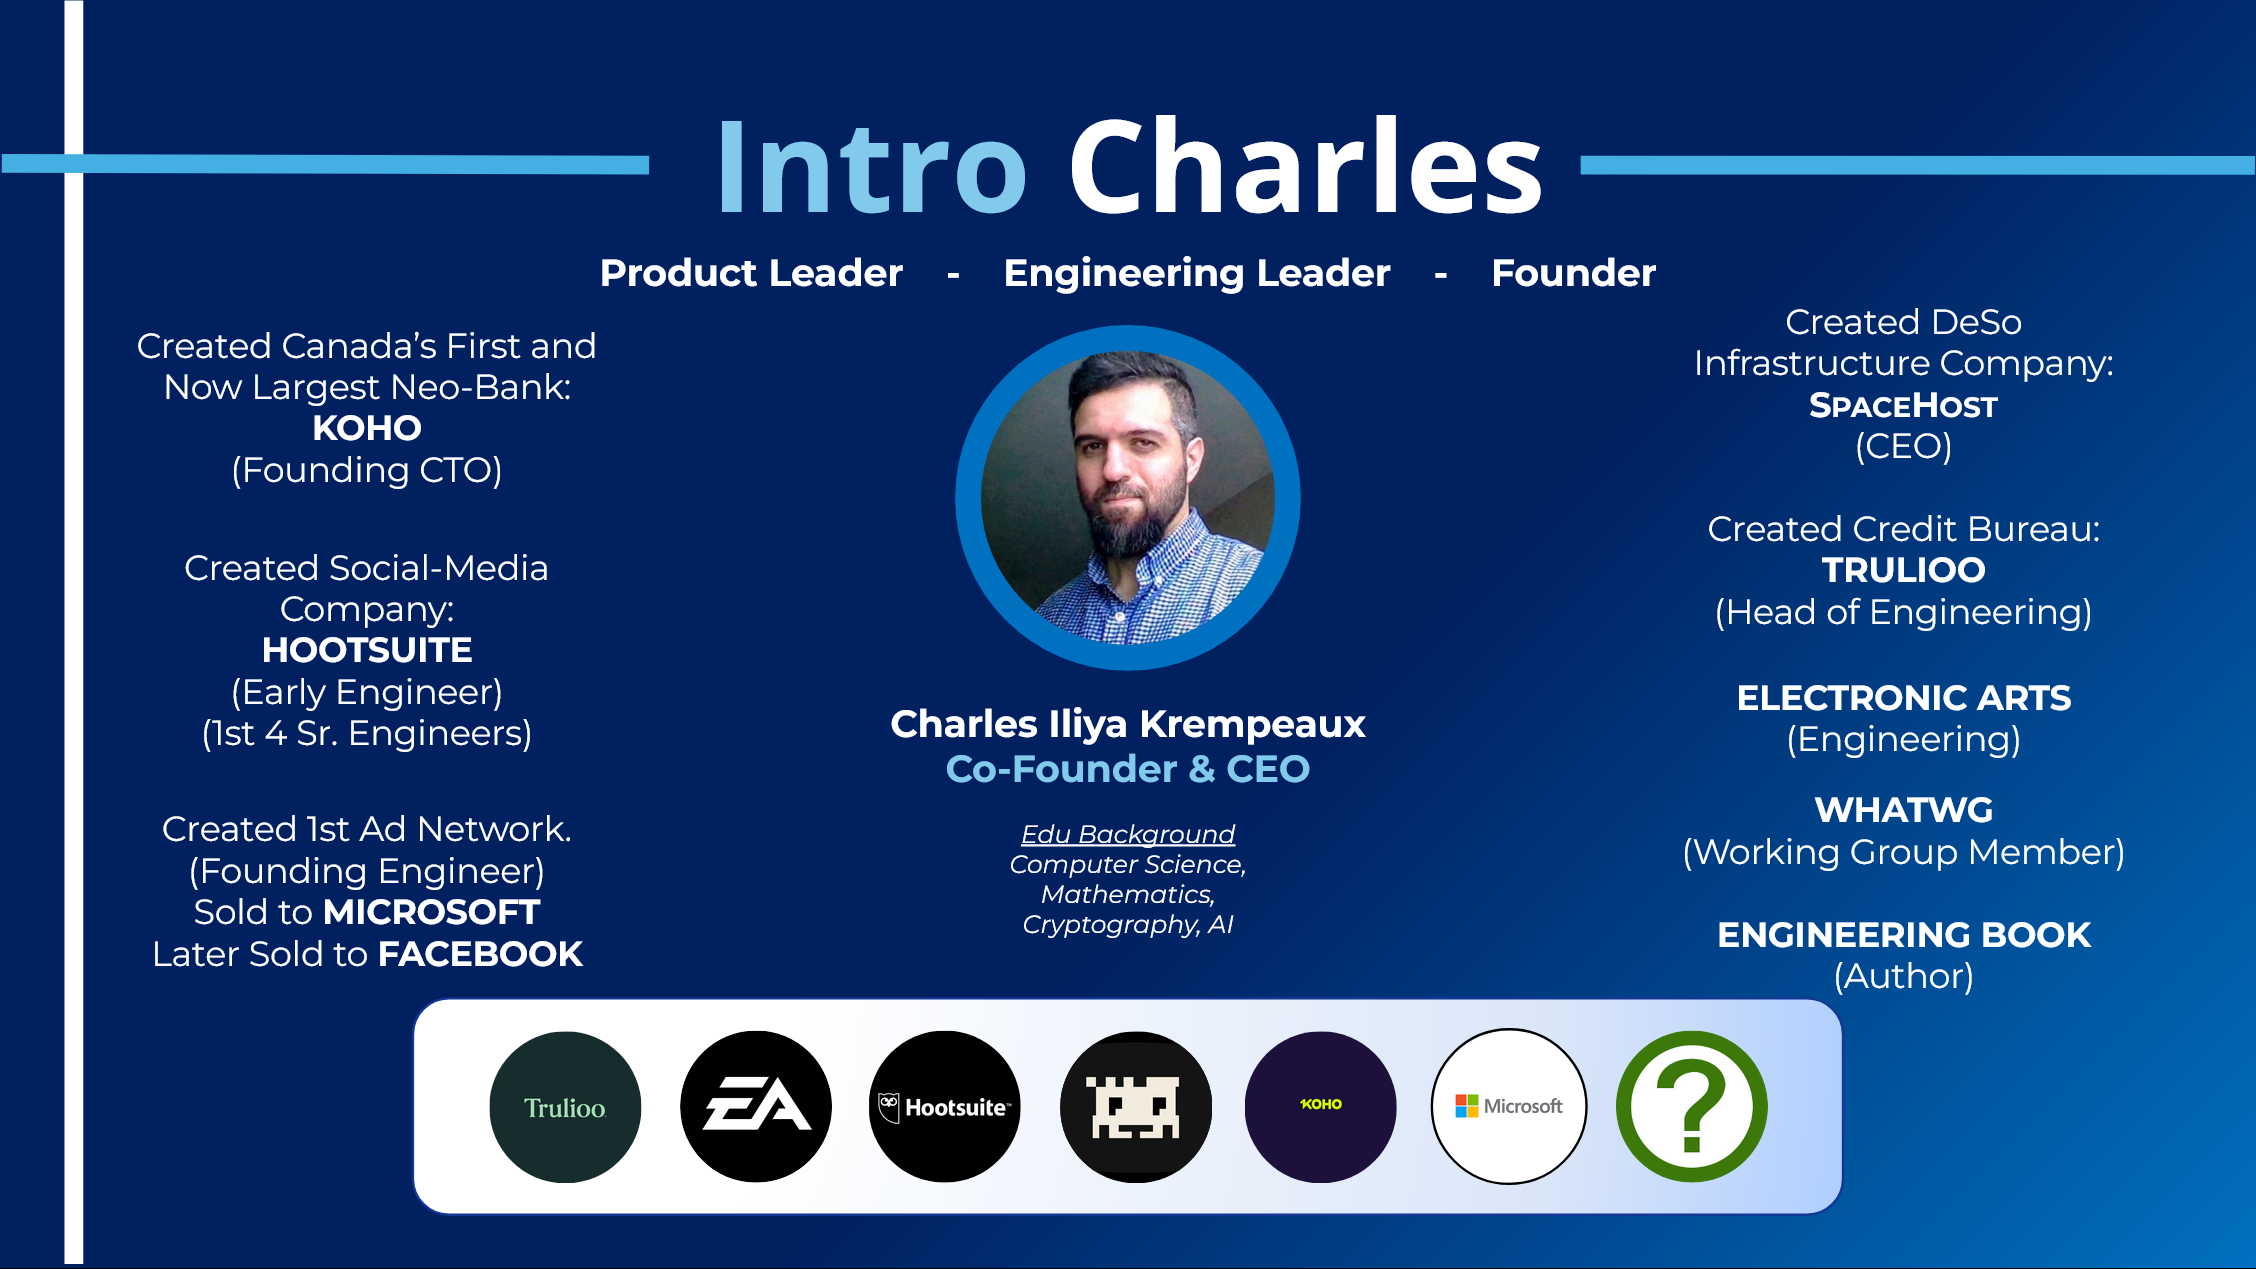 Intro Charles
Product Leader - Engineering Leader - Founder
Created Canada's First and
Now Largest Neo-Bank:
KOHO
(Founding CTO)
Created Social-Media
Company:
HOOTSUITE
(Early Engineer)
(1st 4 Sr. Engineers)
Created 1st Ad Network.
(Founding Engineer)
Sold to MICROSOFT
Later Sold to FACEBOOK
Charles Iliya Krempeaux
Co-Founder & CEO
Edu Background
Computer Science,
Mathematics,
Cryptography, AI
Created DeSo
Infrastructure Company:
SPACEHOST
(CEO)
Created Credit Bureau:
TRULIOO
(Head of Engineering)
ELECTRONIC ARTS
(Engineering)
WHATWG
(Working Group Member)
ENGINEERING BOOK
(Author)
Trulioo
EA
Hootsuite™
KOHO
Microsoft
?